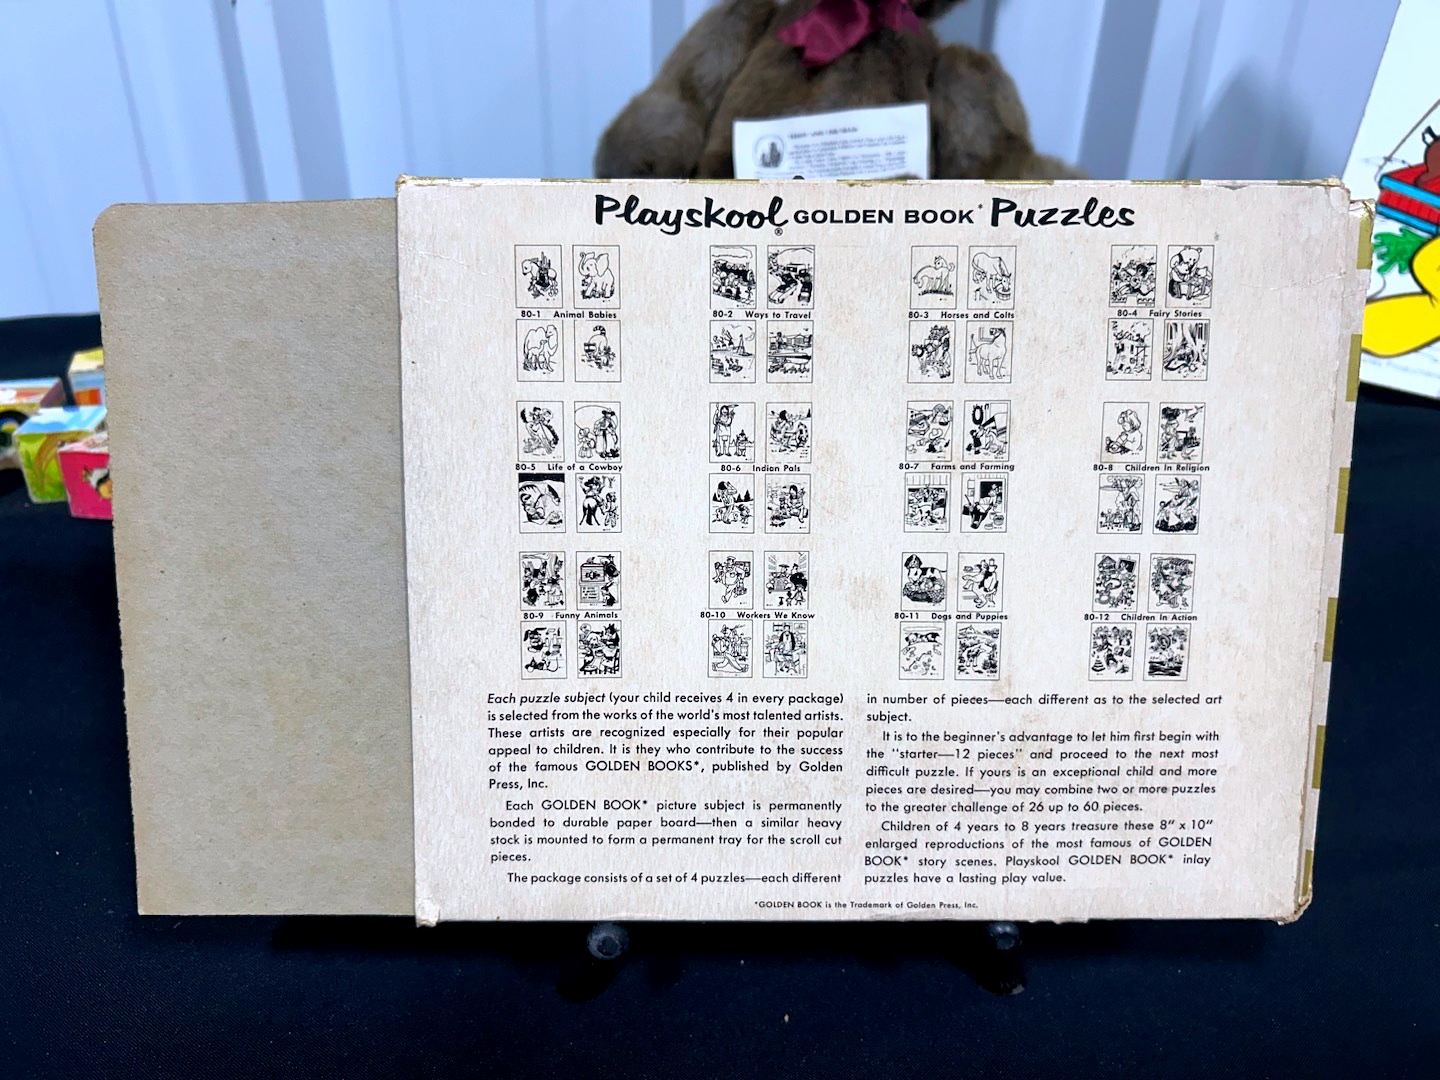 Playskool® GOLDEN BOOK* Puzzles
80-1 Animal Babies
80-2 Ways to Travel
80-3 Horses and Colts
80-4 Fairy Stories
80-5 Life of a Cowboy
80-6 Indian Pals
80-7 Farms and Farming
80-8 Children In Religion
80-9 Funny Animals
80-10 Workers We Know
80-11 Dogs and Puppies
80-12 Children In Action
Each puzzle subject (your child receives 4 in every package)
is selected from the works of the world's most talented artists.
These artists are recognized especially for their popular
appeal to children. It is they who contribute to the success
of the famous GOLDEN BOOKS*, published by Golden
Press, Inc.
Each GOLDEN BOOK* picture subject is permanently
bonded to durable paper board—then a similar heavy
stock is mounted to form a permanent tray for the scroll cut
pieces.
The package consists of a set of 4 puzzles—each different
in number of pieces—each different as to the selected art
subject.
It is to the beginner's advantage to let him first begin with
the "starter—12 pieces" and proceed to the next most
difficult puzzle. If yours is an exceptional child and more
pieces are desired—you may combine two or more puzzles
to the greater challenge of 26 up to 60 pieces.
Children of 4 years to 8 years treasure these 8" x 10"
enlarged reproductions of the most famous of GOLDEN
BOOK* story scenes. Playskool GOLDEN BOOK* inlay
puzzles have a lasting play value.
*GOLDEN BOOK is the Trademark of Golden Press, Inc.